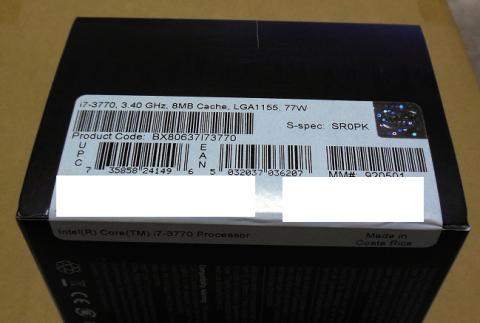 i7-3770, 3.40 GHz, 8MB Cache, LGA1155, 77W
S-spec: SR0PK
Product Code: BX80637I73770
UPC
7 35858 24149 6
EAN
5 032037 036207
MM# 920501
Intel(R) Core(TM) i7-3770 Processor
Made in
Costa Rica